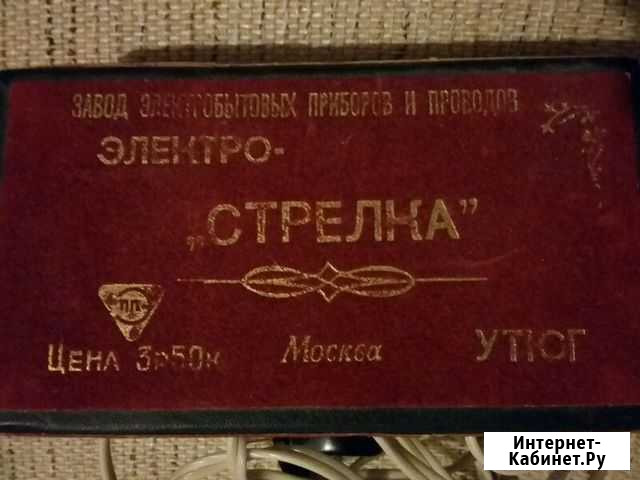 ЗАВОД ЭЛЕКТРОБЫТОВЫХ ПРИБОРОВ И ПРОВОДОВ
ЭЛЕКТРО-
„СТРЕЛКА”
ЦЕНА 3р50к Москва УТЮГ
Интернет-
Кабинет.Ру